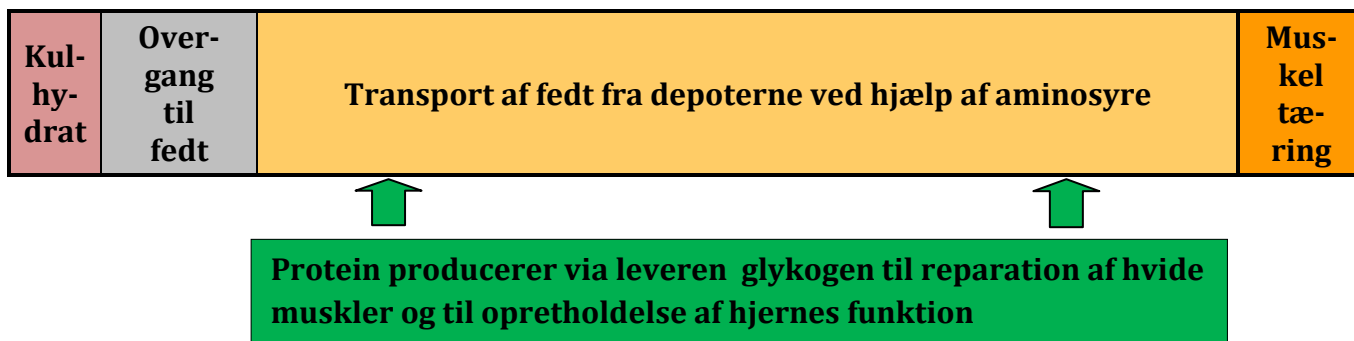 Kul-
hy-
drat
Over-
gang
til
fedt
Transport af fedt fra depoterne ved hjælp af aminosyre
Mus-
kel
tæ-
ring
Protein producerer via leveren glykogen til reparation af hvide
muskler og til opretholdelse af hjernes funktion